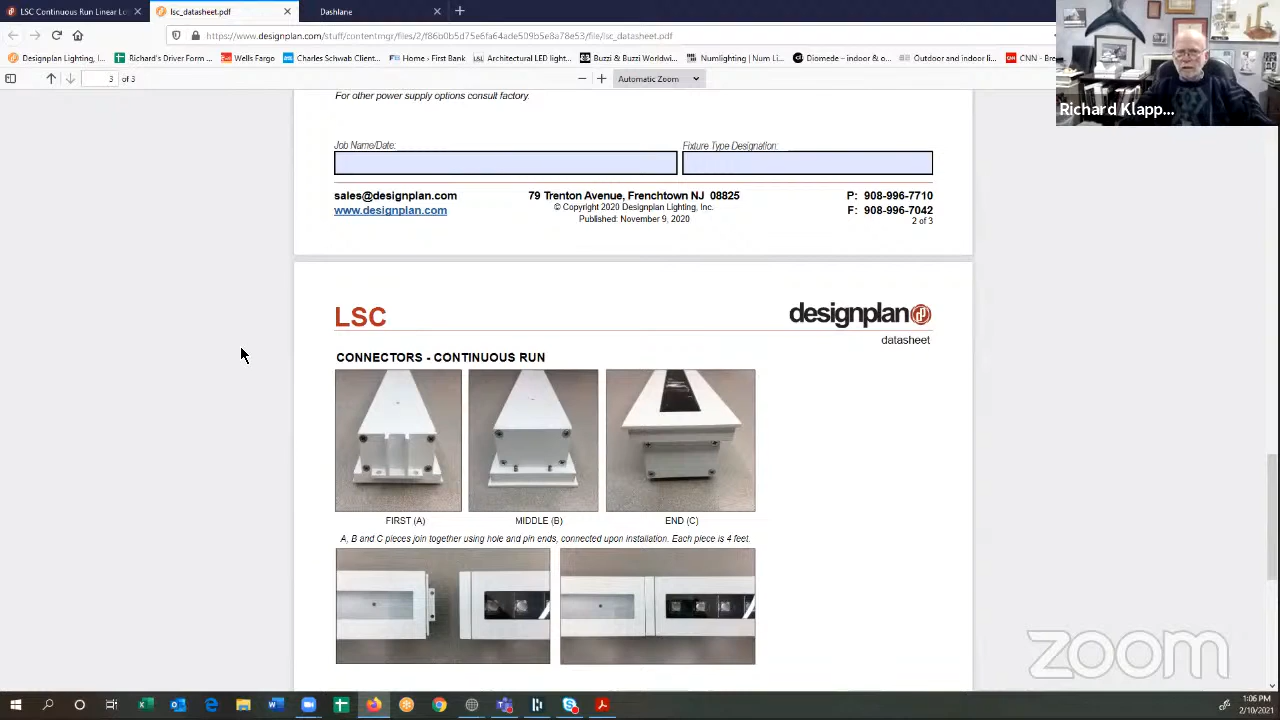 LSC Continuous Run Linear Lo
lsc_datasheet.pdf
Dashlane
https://www.designplan.com/stuff/contentmgr/files/2/f86b0b5d75e6fa64ade509b5e8a78e53/file/lsc_datasheet.pdf
Designplan Lighting, I...
Richard's Driver Form ...
Wells Fargo
Charles Schwab Client...
Home - First Bank
Architectural LED light...
Buzzi & Buzzi Worldwi...
Numlighting ( Num Li...
Diomede – indoor & o...
Outdoor and indoor li...
CNN - Bre
3 of 3
Automatic Zoom
Richard Klapp...
For other power supply options consult factory.
Job Name/Date:
Fixture Type Designation:
sales@designplan.com 79 Trenton Avenue, Frenchtown NJ 08825 P: 908-996-7710
www.designplan.com © Copyright 2020 Designplan Lighting, Inc. F: 908-996-7042
Published: November 9, 2020 2 of 3
LSC designplan
datasheet
CONNECTORS - CONTINUOUS RUN
FIRST (A) MIDDLE (B) END (C)
A, B and C pieces join together using hole and pin ends, connected upon installation. Each piece is 4 feet.
zoom
1:06 PM
2/10/2021